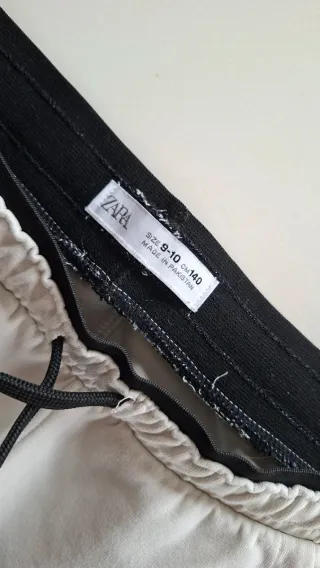 ZARA
SIZE 9-10 CM 140
MADE IN PAKISTAN